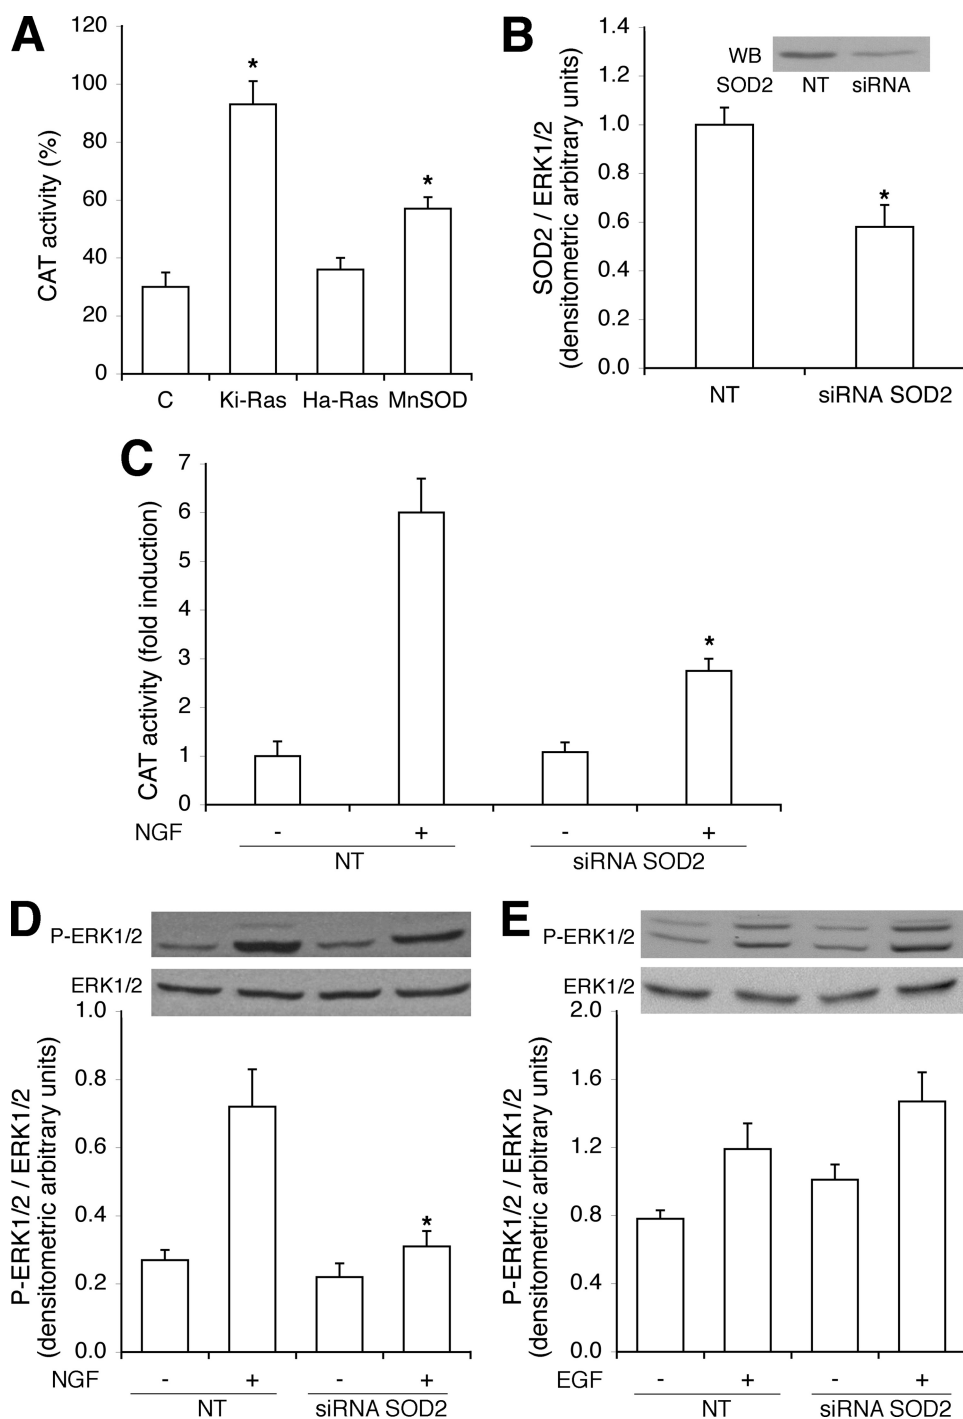 A
120
100
80
60
40
20
0
CAT activity (%)
*
*
C Ki-Ras Ha-Ras MnSOD
B
1.4
1.2
1.0
0.8
0.6
0.4
0.2
0.0
SOD2 / ERK1/2
(densitometric arbitrary units)
WB
SOD2 NT siRNA
*
NT siRNA SOD2
C
7
6
5
4
3
2
1
0
CAT activity (fold induction)
*
NGF - + - +
NT siRNA SOD2
D
P-ERK1/2
ERK1/2
1.0
0.8
0.6
0.4
0.2
0.0
P-ERK1/2 / ERK1/2
(densitometric arbitrary units)
*
NGF - + - +
NT siRNA SOD2
E
P-ERK1/2
ERK1/2
2.0
1.6
1.2
0.8
0.4
0.0
P-ERK1/2 / ERK1/2
(densitometric arbitrary units)
EGF - + - +
NT siRNA SOD2